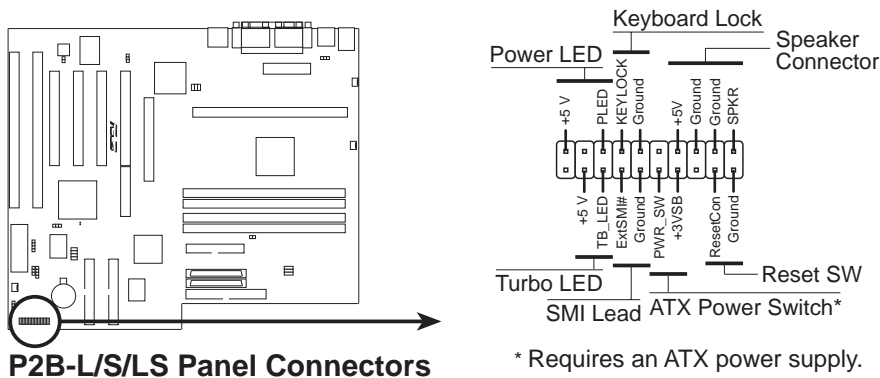 Keyboard Lock
Power LED
Speaker
Connector
+5 V
PLED
KEYLOCK
Ground
+5V
Ground
Ground
SPKR
+5 V
TB_LED
ExtSMI#
Ground
PWR_SW
+3VSB
ResetCon
Ground
Turbo LED
SMI Lead
ATX Power Switch*
Reset SW
P2B-L/S/LS Panel Connectors
* Requires an ATX power supply.